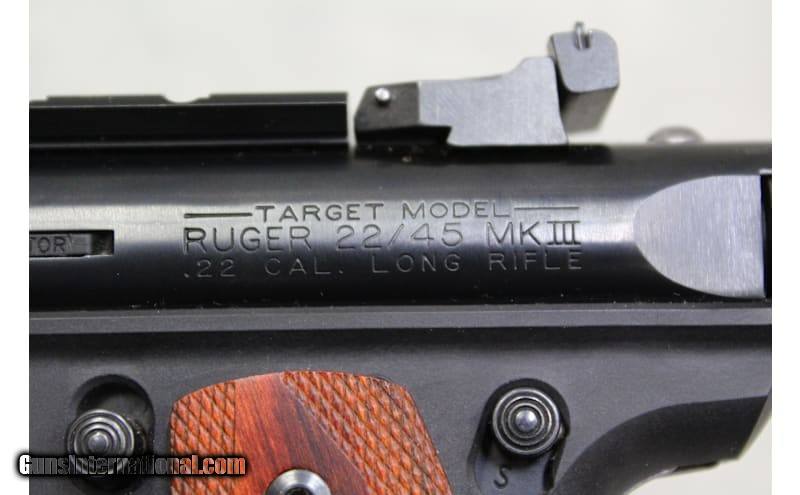 TARGET MODEL
RUGER 22/45 MKIII
.22 CAL. LONG RIFLE
TOR
S
GunsInternational.com